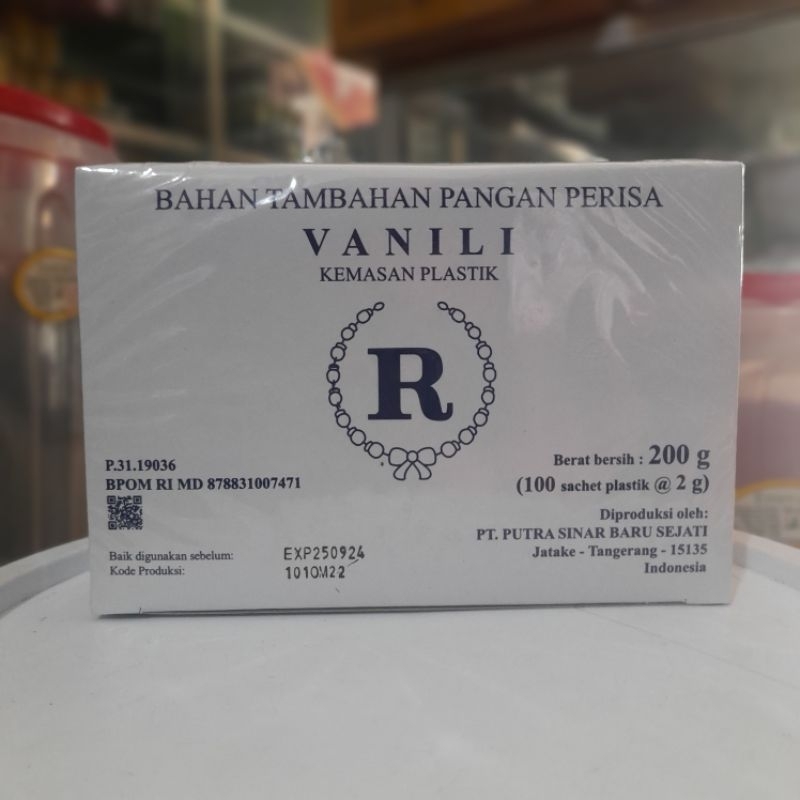 BAHAN TAMBAHAN PANGAN PERISA
VANILI
KEMASAN PLASTIK
R
P.31.19036
BPOM RI MD 878831007471
Baik digunakan sebelum: EXP250924
Kode Produksi: 1010M22
Berat bersih : 200 g
(100 sachet plastik @ 2 g)
Diproduksi oleh:
PT. PUTRA SINAR BARU SEJATI
Jatake - Tangerang - 15135
Indonesia